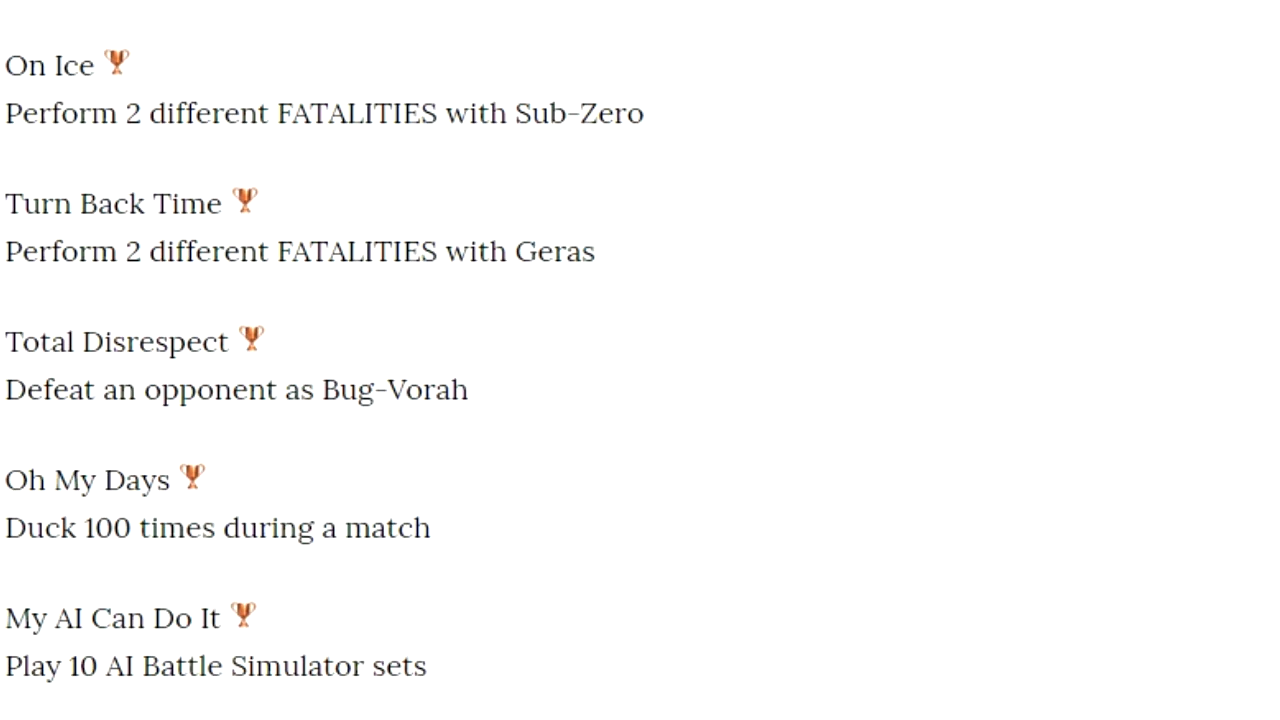 On Ice 🏆
Perform 2 different FATALITIES with Sub-Zero
Turn Back Time 🏆
Perform 2 different FATALITIES with Geras
Total Disrespect 🏆
Defeat an opponent as Bug-Vorah
Oh My Days 🏆
Duck 100 times during a match
My AI Can Do It 🏆
Play 10 AI Battle Simulator sets